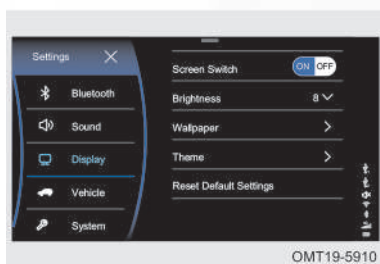 Settings
Bluetooth
Sound
Display
Vehicle
System
Screen Switch ON OFF
Brightness 8
Wallpaper
Theme
Reset Default Settings
OMT19-5910